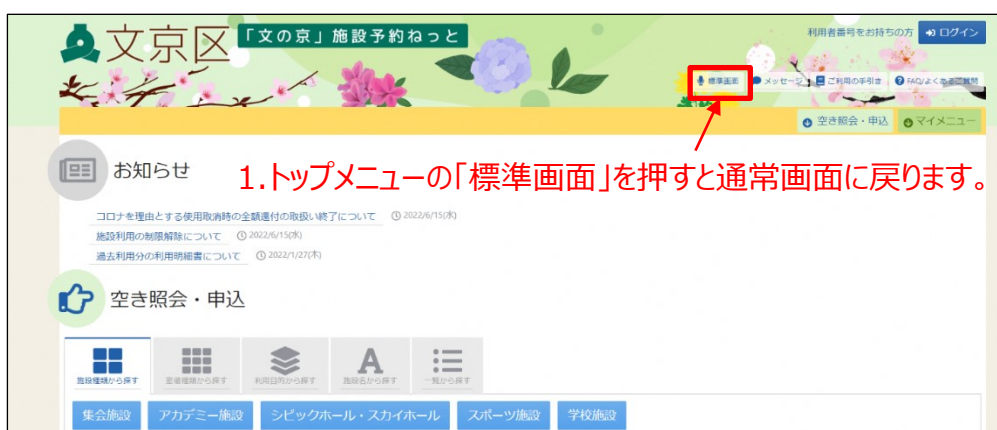 文京区「文の京」施設予約ねっと
利用者番号をお持ちの方 ログイン
標準画面 メッセージ ご利用の手引き FAQ/よくあるご質問
空き照会・申込 マイメニュー
お知らせ
1.トップメニューの「標準画面」を押すと通常画面に戻ります。
コロナを理由とする使用取消時の全額還付の取扱い終了について 2022/6/15(水)
施設利用の制限解除について 2022/6/15(水)
過去利用分の利用明細書について 2022/1/27(木)
空き照会・申込
施設種類から探す 室場種類から探す 利用目的から探す 施設名から探す 一覧から探す
集会施設 アカデミー施設 シビックホール・スカイホール スポーツ施設 学校施設